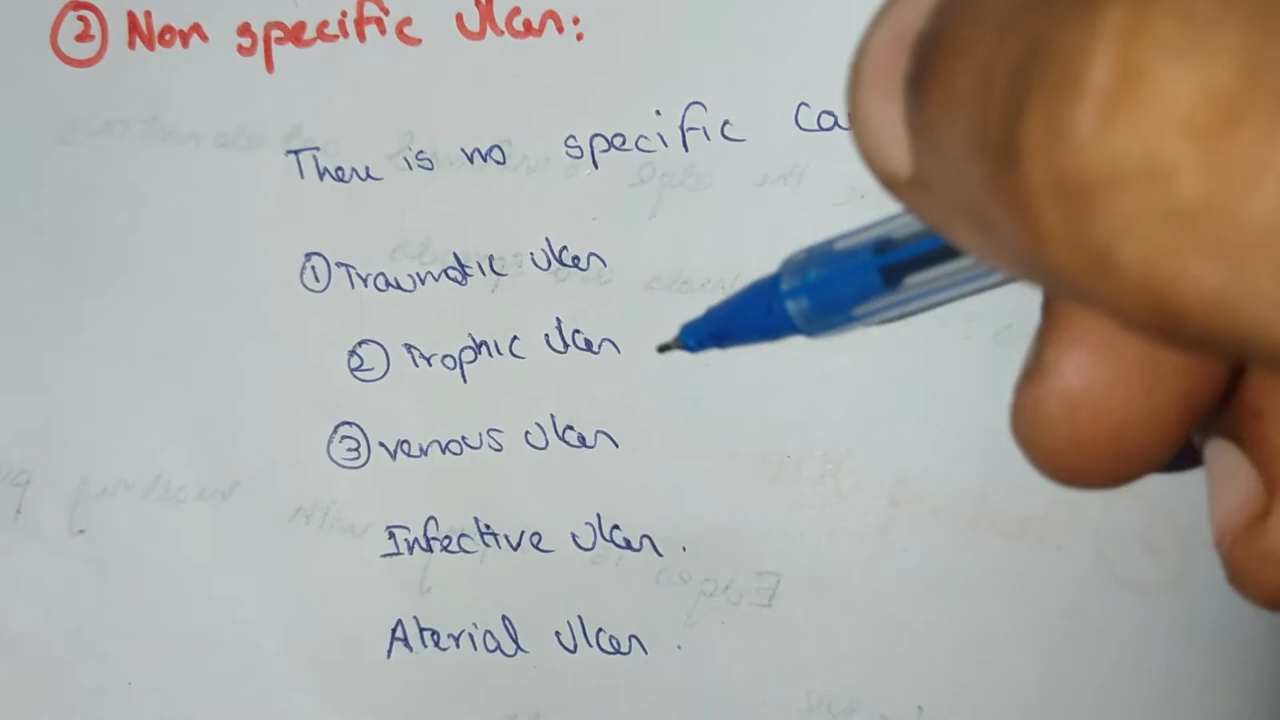 ② Non specific Ulcer:
There is no specific ca
① Traumatic Ulcer
② Trophic Ulcer
③ venous Ulcer
Infective Ulcer.
Aterial Ulcer.